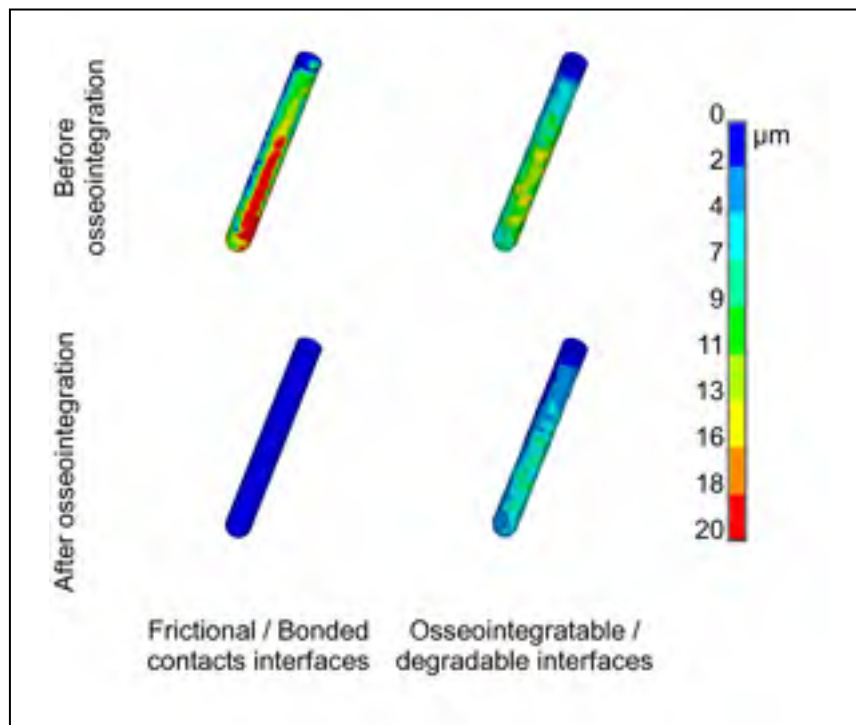 Before
osseointegration
After osseointegration
0
μm
2
4
7
9
11
13
16
18
20
Frictional / Bonded
contacts interfaces
Osseointegratable /
degradable interfaces